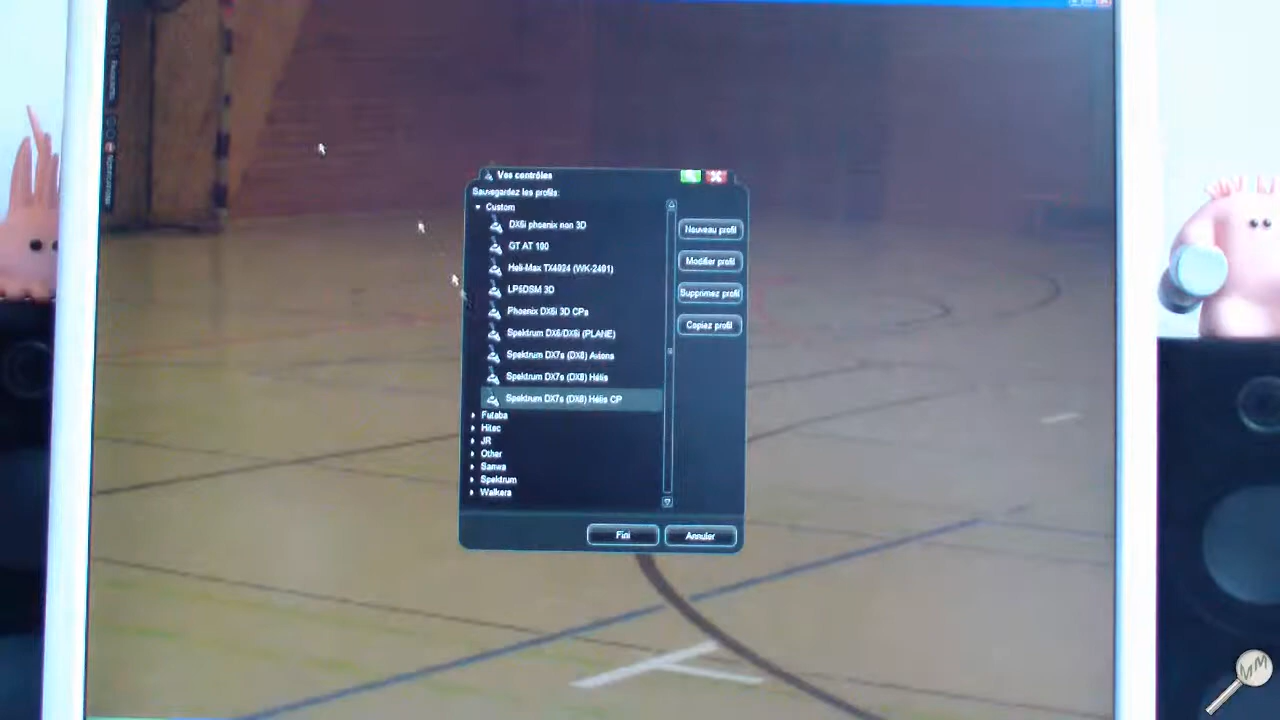 Vos contrôles
Sauvegardez les profils:
Custom
DX6i phoenix non 3D
GT AT 100
Heli-Max TX4024 (WK-2401)
LP5DSM 3D
Phoenix DX6i 3D CPs
Spektrum DX6/DX6i (PLANE)
Spektrum DX7s (DX8) Avions
Spektrum DX7s (DX8) Hélis
Spektrum DX7s (DX8) Hélis CP
Futaba
Hitec
JR
Other
Sanwa
Spektrum
Walkera
Nouveau profil
Modifier profil
Supprimez profil
Copiez profil
Fini
Annuler
MM